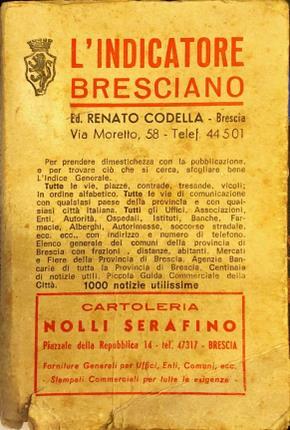 L'INDICATORE
BRESCIANO
Ed. RENATO CODELLA - Brescia
Via Moretto, 58 - Telef. 44501
Per prendere dimestichezza con la pubblicazione,
e per trovare ciò che si cerca, sfogliare bene
L'Indice Generale.
Tutte le vie, piazze, contrade, tresande, vicoli;
in ordine alfabetico. Tutte le vie di comunicazione
con qualsiasi paese della provincia e con qual-
siasi città italiana. Tutti gli Uffici, Associazioni,
Enti, Autorità, Ospedali, Istituti, Banche, Far-
macie, Alberghi, Autorimesse, soccorso stradale,
ecc. ecc., con indirizzo e numero di telefono.
Elenco generale dei comuni della provincia di
Brescia con frazioni, distanze, abitanti. Mercati
e Fiere della Provincia di Brescia. Agenzie Ban-
carie di tutta la Provincia di Brescia. Centinaia
di notizie utili. Piccola Guida Commerciale della
Città. 1000 notizie utilissime
CARTOLERIA
NOLLI SERAFINO
Piazzale della Repubblica 14 - tel. 47317 - BRESCIA
Forniture Generali per Uffici, Enti, Comuni, ecc.
- Stampati Commerciali per tutte le esigenze -